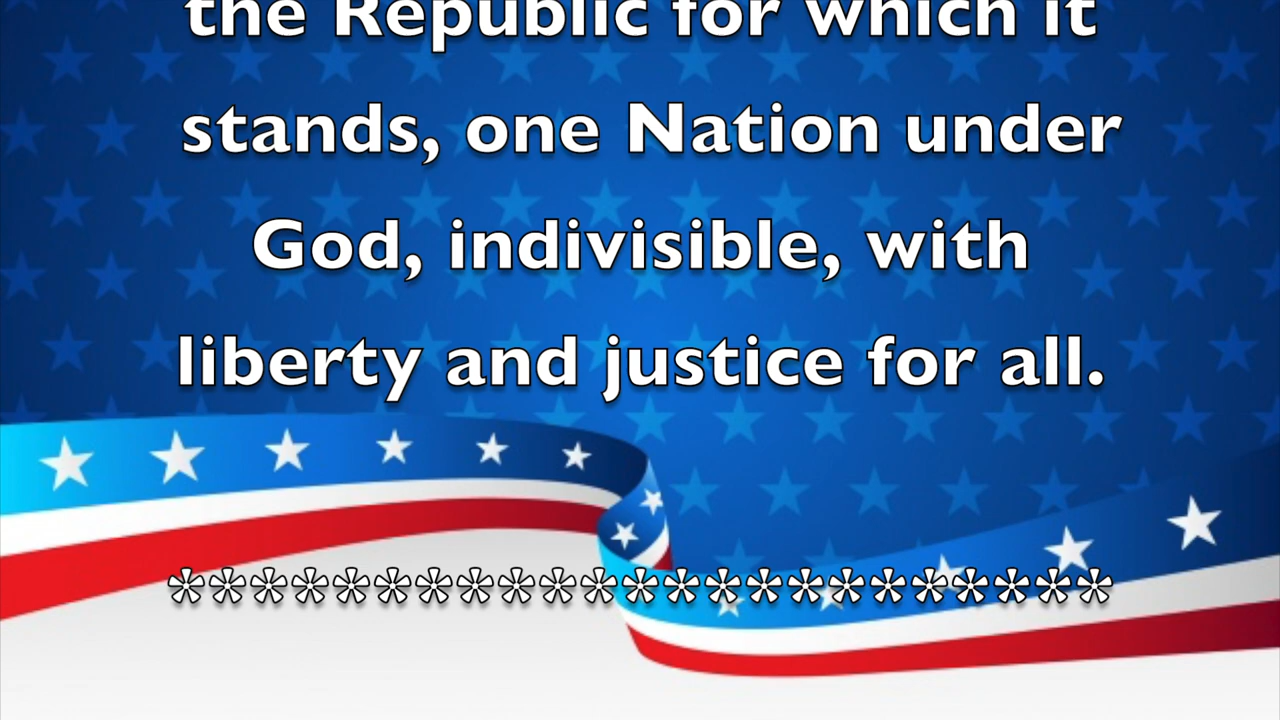 the Republic for which it
stands, one Nation under
God, indivisible, with
liberty and justice for all.
***********************